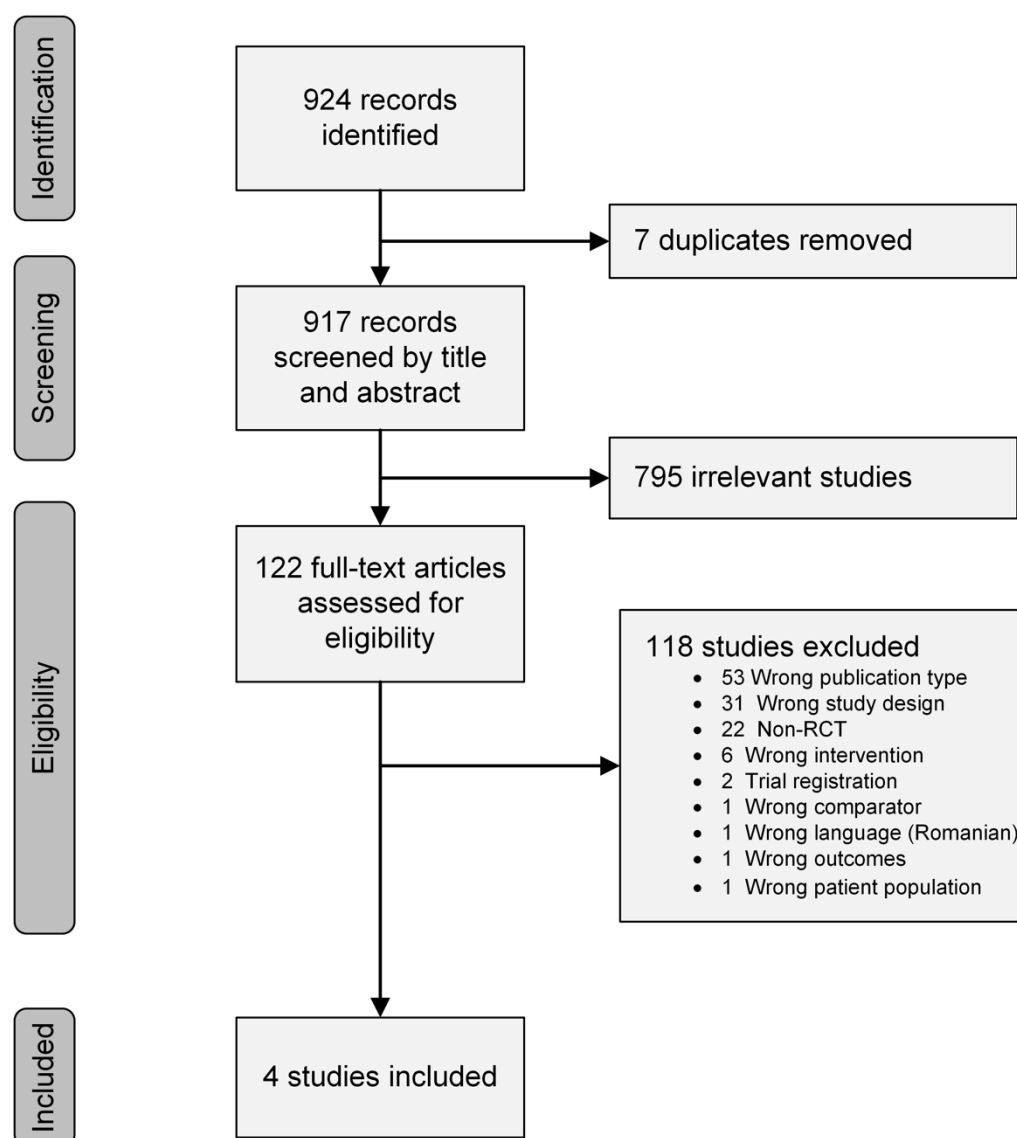 Identification
924 records
identified
7 duplicates removed
Screening
917 records
screened by title
and abstract
795 irrelevant studies
Eligibility
122 full-text articles
assessed for
eligibility
118 studies excluded
• 53 Wrong publication type
• 31 Wrong study design
• 22 Non-RCT
• 6 Wrong intervention
• 2 Trial registration
• 1 Wrong comparator
• 1 Wrong language (Romanian)
• 1 Wrong outcomes
• 1 Wrong patient population
Included
4 studies included